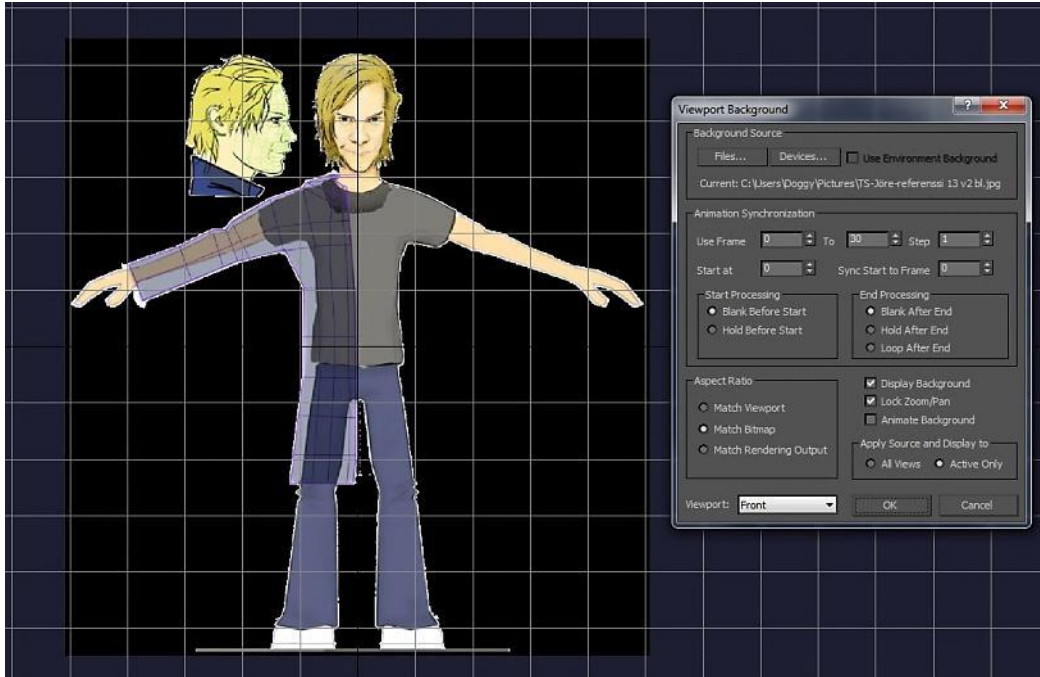 Viewport Background
Background Source
Files... Devices... Use Environment Background
Current: C:\Users\Doggy\Pictures\TS-Jöre-referenssi 13 v2 bl.jpg
Animation Synchronization
Use Frame 0 To 30 Step 1
Start at 0 Sync Start to Frame 0
Start Processing
Blank Before Start
Hold Before Start
End Processing
Blank After End
Hold After End
Loop After End
Aspect Ratio
Match Viewport
Match Bitmap
Match Rendering Output
Display Background
Lock Zoom/Pan
Animate Background
Apply Source and Display to
All Views Active Only
Viewport: Front OK Cancel